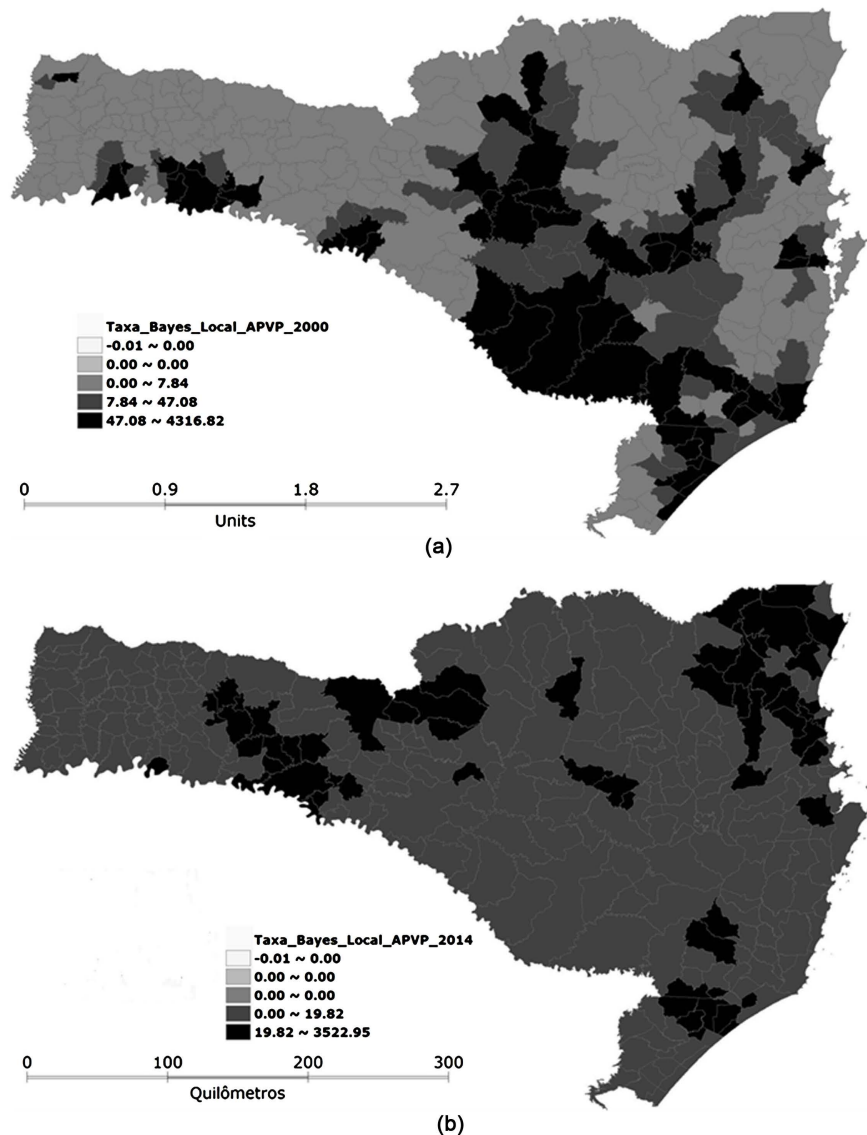 Taxa_Bayes_Local_APVP_2000
-0.01 ~ 0.00
0.00 ~ 0.00
0.00 ~ 7.84
7.84 ~ 47.08
47.08 ~ 4316.82
0 0.9 1.8 2.7
Units
(a)
Taxa_Bayes_Local_APVP_2014
-0.01 ~ 0.00
0.00 ~ 0.00
0.00 ~ 0.00
0.00 ~ 19.82
19.82 ~ 3522.95
0 100 200 300
Quilômetros
(b)